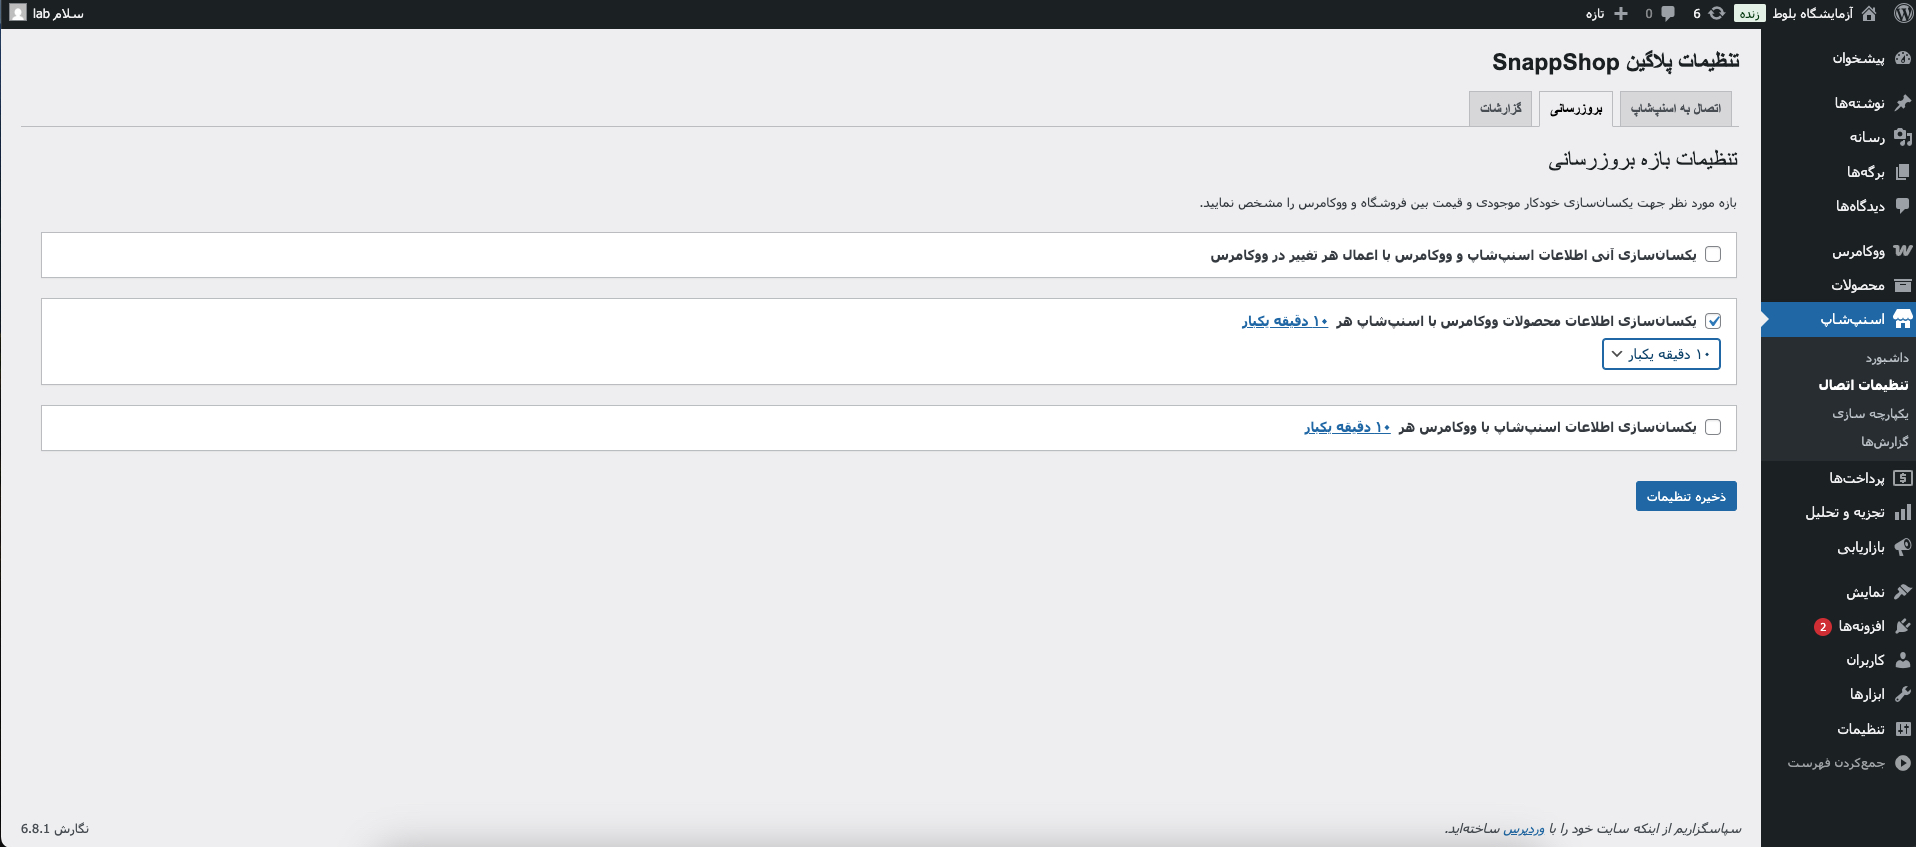 آزمایشگاه بلوط زنده 6 0 تازه
سلام lab
پیشخوان
نوشته‌ها
رسانه
برگه‌ها
دیدگاه‌ها
ووکامرس
محصولات
اسنپ‌شاپ
داشبورد
تنظیمات اتصال
یکپارچه سازی
گزارش‌ها
پرداخت‌ها
تجزیه و تحلیل
بازاریابی
نمایش
افزونه‌ها 2
کاربران
ابزارها
تنظیمات
جمع‌کردن فهرست
تنظیمات پلاگین SnappShop
اتصال به اسنپ‌شاپ بروزرسانی گزارشات
تنظیمات بازه بروزرسانی
بازه مورد نظر جهت یکسان‌سازی خودکار موجودی و قیمت بین فروشگاه و ووکامرس را مشخص نمایید.
یکسان‌سازی آنی اطلاعات اسنپ‌شاپ و ووکامرس با اعمال هر تغییر در ووکامرس
یکسان‌سازی اطلاعات محصولات ووکامرس با اسنپ‌شاپ هر ۱۰ دقیقه یکبار
۱۰ دقیقه یکبار
یکسان‌سازی اطلاعات اسنپ‌شاپ با ووکامرس هر ۱۰ دقیقه یکبار
ذخیره تنظیمات
سپاسگزاریم از اینکه سایت خود را با وردپرس ساخته‌اید.
نگارش 6.8.1